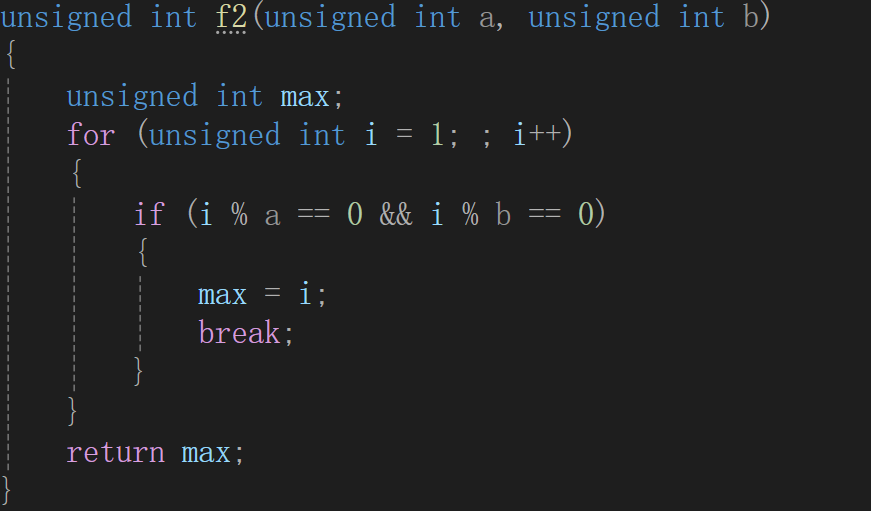 unsigned int f2(unsigned int a, unsigned int b)
{
    unsigned int max;
    for (unsigned int i = 1; ; i++)
    {
        if (i % a == 0 && i % b == 0)
        {
            max = i;
            break;
        }
    }
    return max;
}